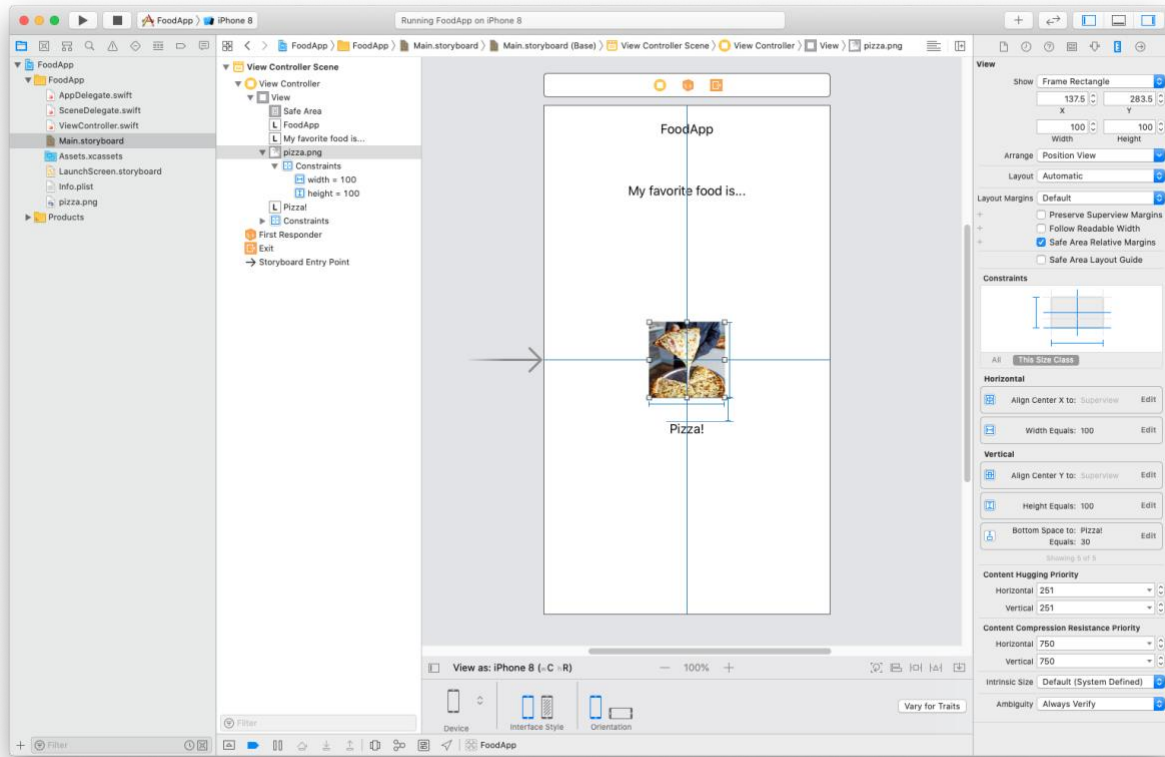 FoodApp
iPhone 8
Running FoodApp on iPhone 8
FoodApp
FoodApp
Main.storyboard
Main.storyboard (Base)
View Controller Scene
View Controller
View
pizza.png
FoodApp
FoodApp
AppDelegate.swift
SceneDelegate.swift
ViewController.swift
Main.storyboard
Assets.xcassets
LaunchScreen.storyboard
Info.plist
pizza.png
Products
Filter
View Controller Scene
View Controller
View
Safe Area
L FoodApp
L My favorite food is...
pizza.png
Constraints
width = 100
height = 100
L Pizza!
Constraints
First Responder
Exit
Storyboard Entry Point
Filter
FoodApp
My favorite food is...
Pizza!
View as: iPhone 8 (wC hR)
100%
Device
Interface Style
Orientation
Vary for Traits
FoodApp
View
Show Frame Rectangle
137.5 283.5
X Y
100 100
Width Height
Arrange Position View
Layout Automatic
Layout Margins Default
Preserve Superview Margins
Follow Readable Width
Safe Area Relative Margins
Safe Area Layout Guide
Constraints
All This Size Class
Horizontal
Align Center X to: Superview Edit
Width Equals: 100 Edit
Vertical
Align Center Y to: Superview Edit
Height Equals: 100 Edit
Bottom Space to: Pizza!
Equals: 30 Edit
Showing 5 of 5
Content Hugging Priority
Horizontal 251
Vertical 251
Content Compression Resistance Priority
Horizontal 750
Vertical 750
Intrinsic Size Default (System Defined)
Ambiguity Always Verify